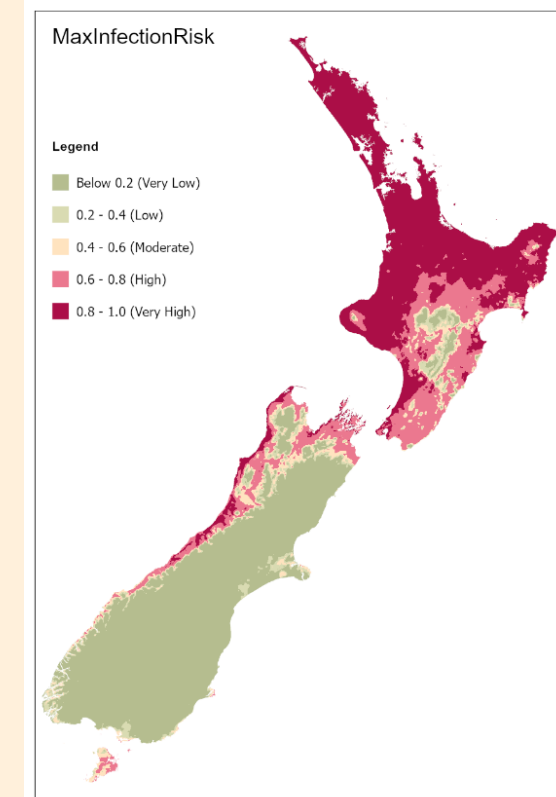 MaxInfectionRisk
Legend
Below 0.2 (Very Low)
0.2 - 0.4 (Low)
0.4 - 0.6 (Moderate)
0.6 - 0.8 (High)
0.8 - 1.0 (Very High)